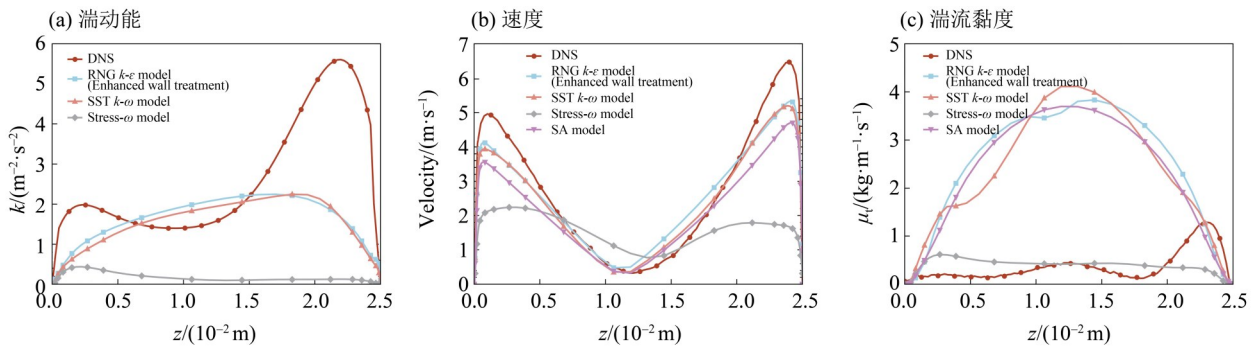 (a) 湍动能
6
5
4
3
2
1
0
k/(m⁻²·s⁻²)
DNS
RNG k-ε model
(Enhanced wall treatment)
SST k-ω model
Stress-ω model
0.0 0.5 1.0 1.5 2.0 2.5
z/(10⁻² m)
(b) 速度
7
6
5
4
3
2
1
0
Velocity/(m·s⁻¹)
DNS
RNG k-ε model
(Enhanced wall treatment)
SST k-ω model
Stress-ω model
SA model
0.0 0.5 1.0 1.5 2.0 2.5
z/(10⁻² m)
(c) 湍流黏度
5
4
3
2
1
0
μt/(kg·m⁻¹·s⁻¹)
DNS
RNG k-ε model
(Enhanced wall treatment)
SST k-ω model
Stress-ω model
SA model
0.0 0.5 1.0 1.5 2.0 2.5
z/(10⁻² m)